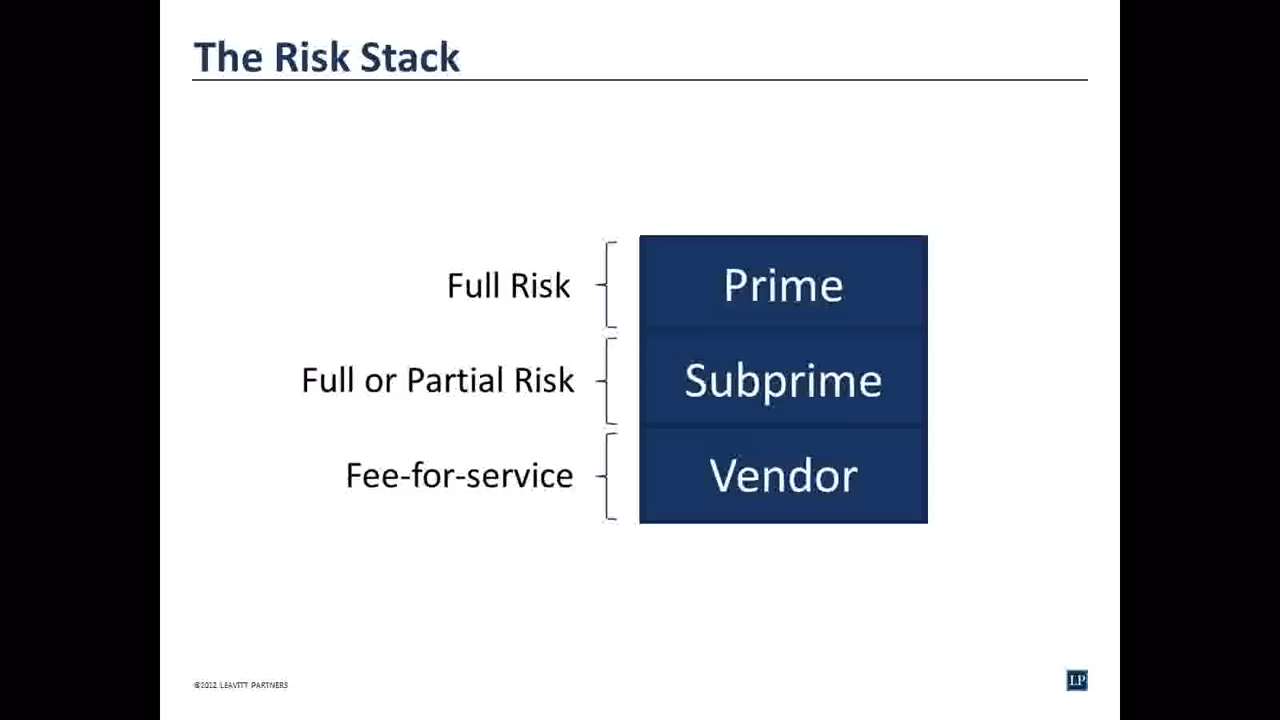 The Risk Stack
Full Risk
Prime
Full or Partial Risk
Subprime
Fee-for-service
Vendor
©2012 LEAVITT PARTNERS
LP